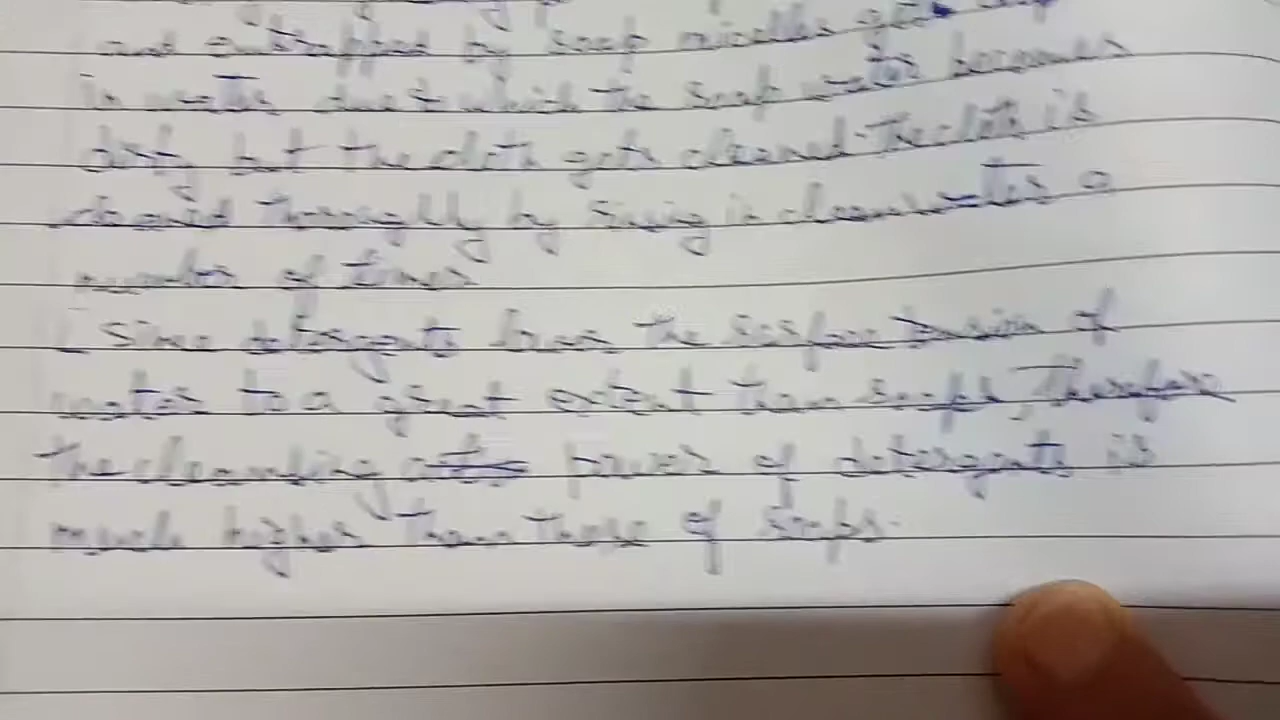 and entrapped by soap micelles get
in water due to which the soap water becomes
dirty but the cloth gets cleaned. The cloth is
cleaned thoroughly by rinsing in clean water a
number of times
Since detergents lower the surface tension of
water to a great extent than soaps, Therefore
the cleansing power of detergents is
much higher than those of soaps.